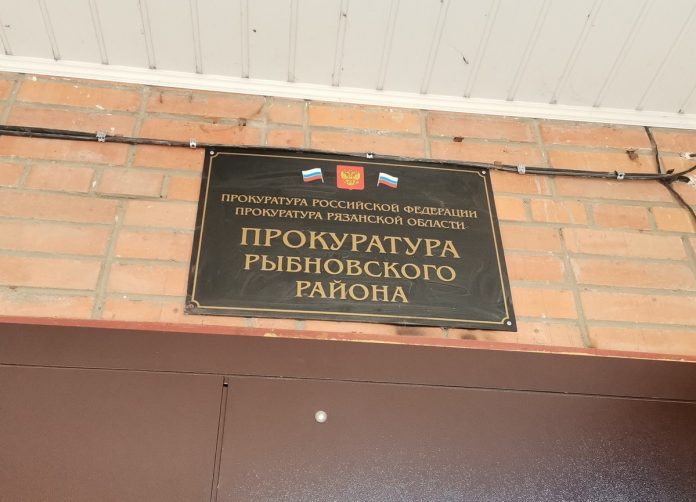 ПРОКУРАТУРА РОССИЙСКОЙ ФЕДЕРАЦИИ
ПРОКУРАТУРА РЯЗАНСКОЙ ОБЛАСТИ
ПРОКУРАТУРА
РЫБНОВСКОГО
РАЙОНА